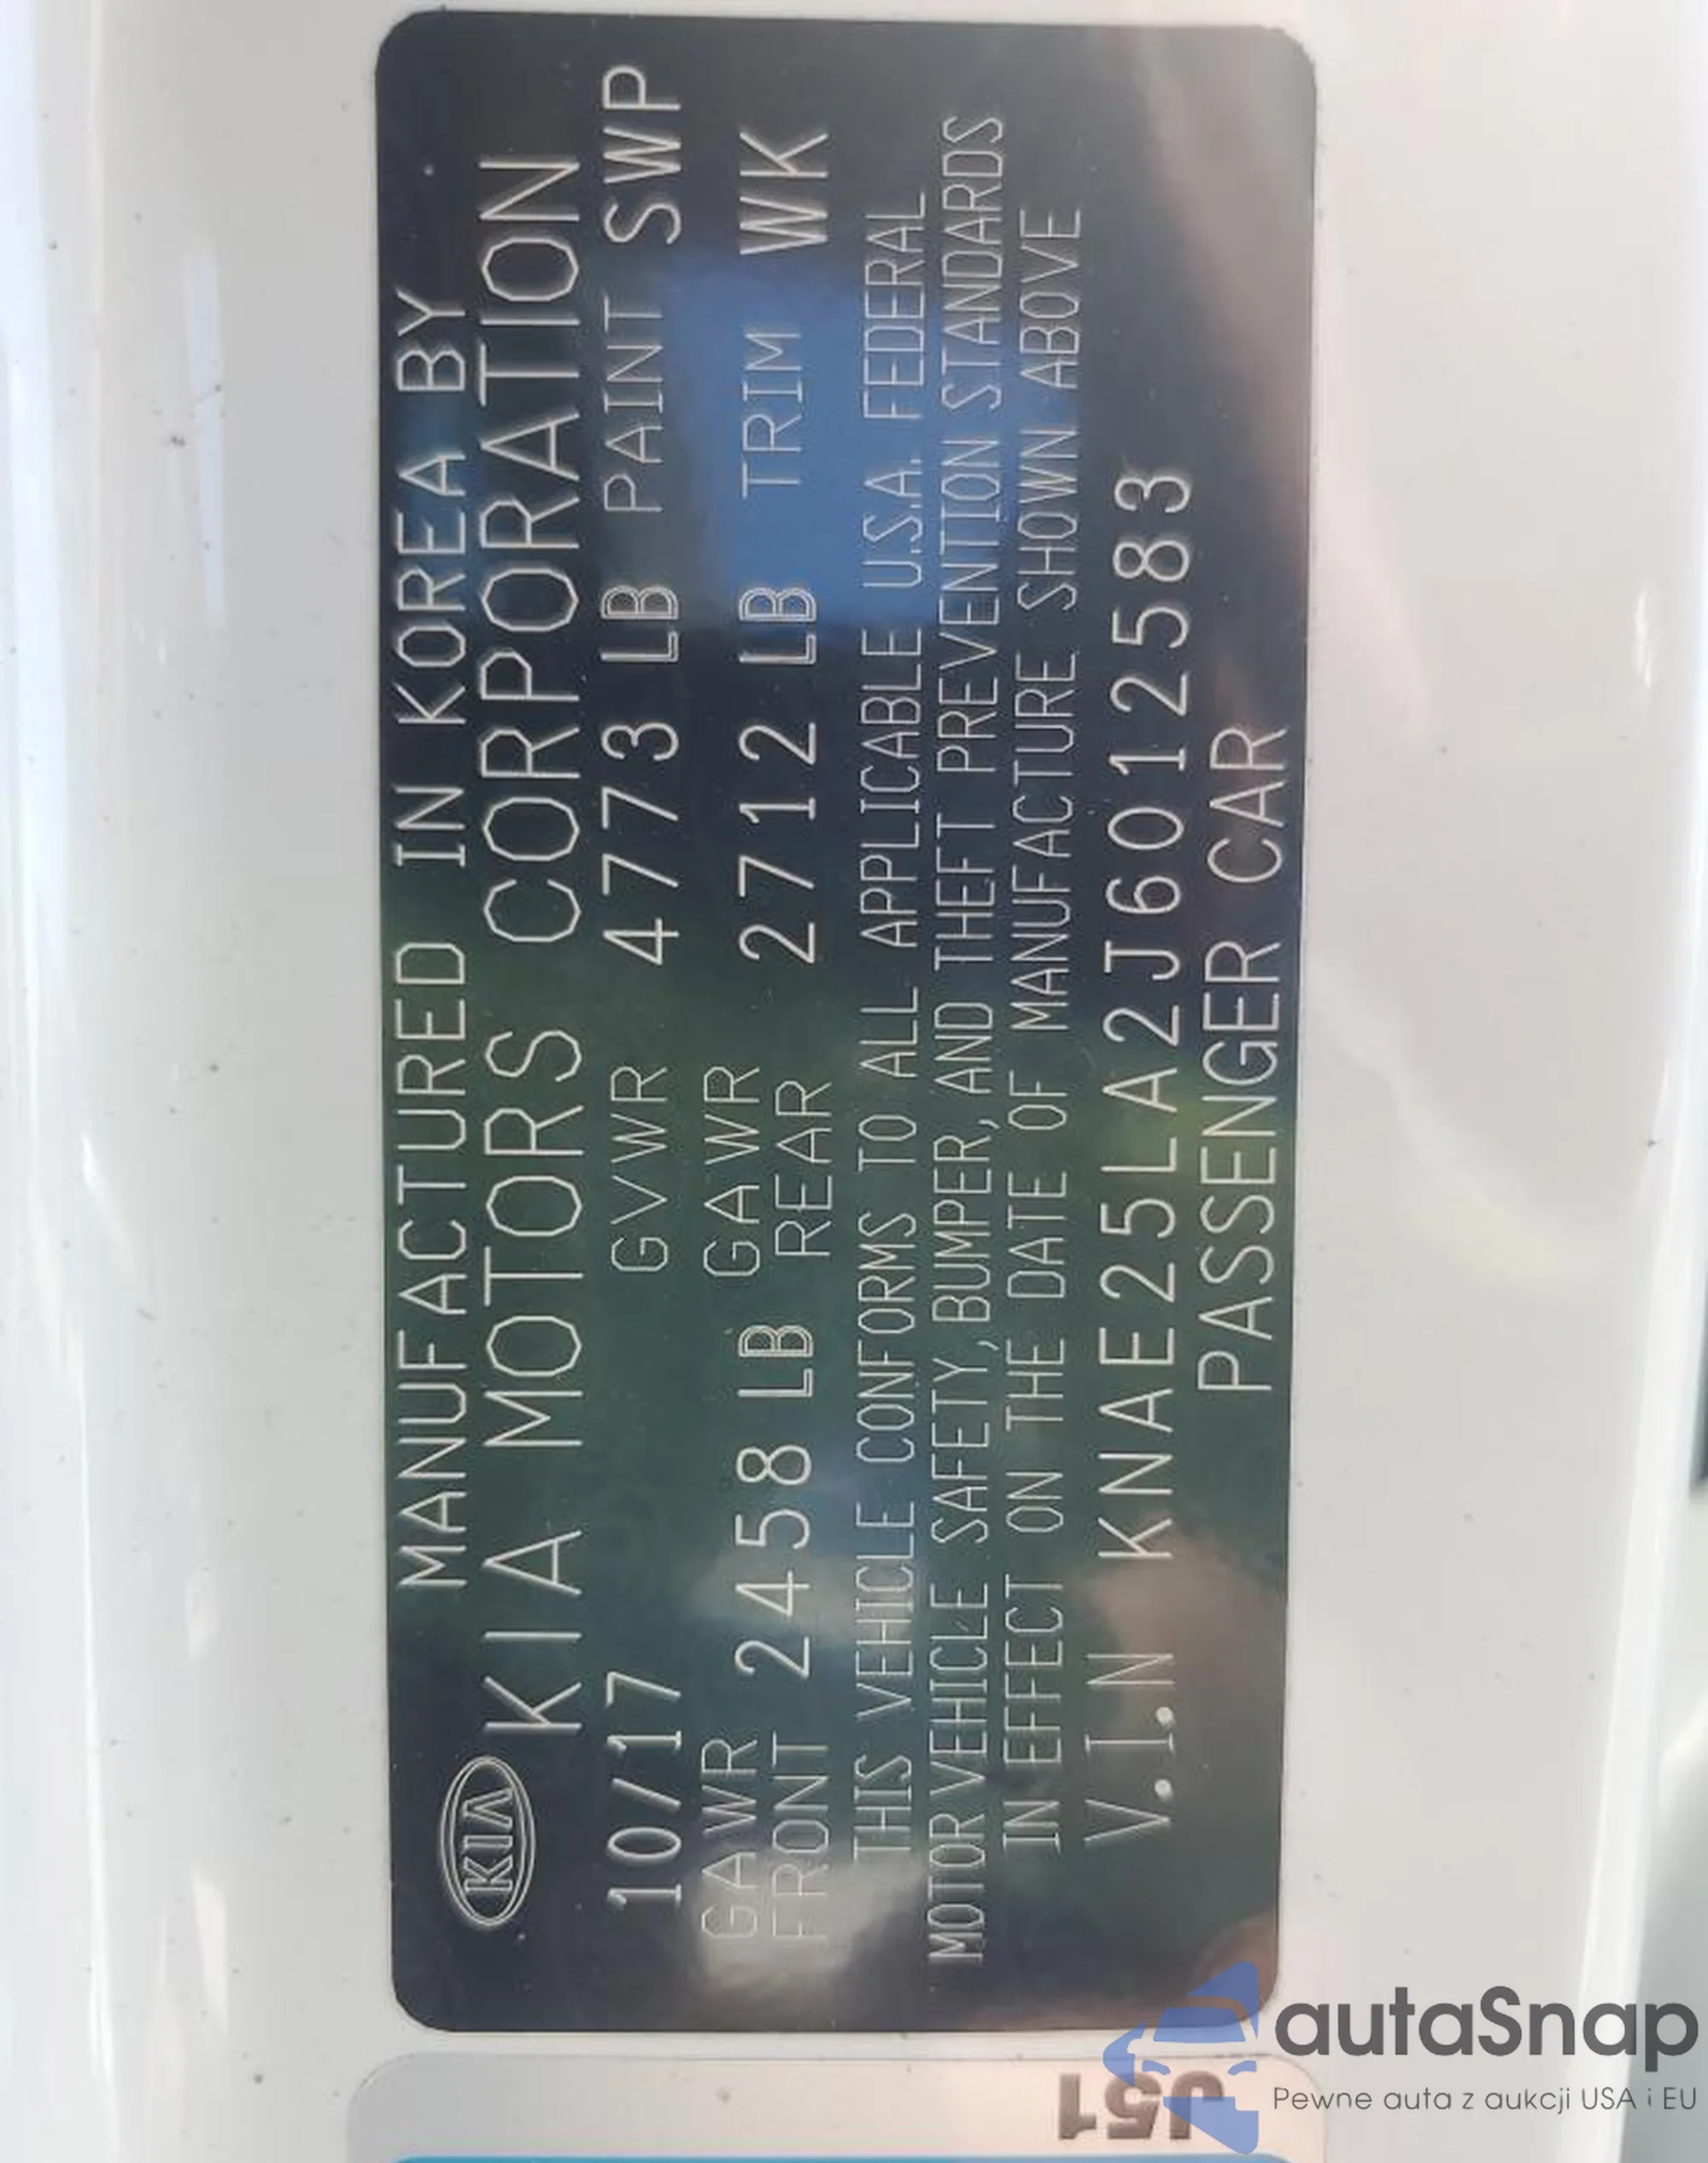 MANUFACTURED IN KOREA BY
KIA KIA MOTORS CORPORATION
10/17 GVWR 4773 LB PAINT SWP
GAWR FRONT 2458 LB GAWR REAR 2712 LB TRIM WK
THIS VEHICLE CONFORMS TO ALL APPLICABLE U.S.A. FEDERAL
MOTOR VEHICLE SAFETY, BUMPER, AND THEFT PREVENTION STANDARDS
IN EFFECT ON THE DATE OF MANUFACTURE SHOWN ABOVE
V.I.N KNAE25LA2J6012583
PASSENGER CAR
J51
autaSnap
Pewne auta z aukcji USA i EU